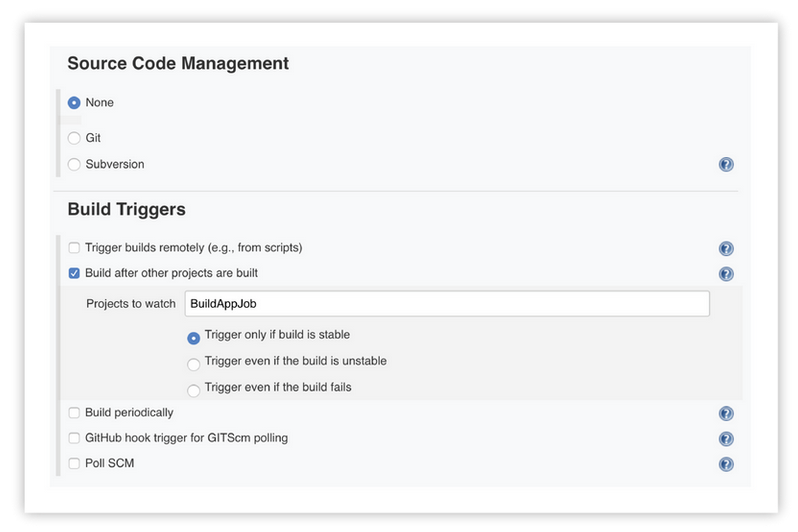 Source Code Management
None
Git
Subversion
Build Triggers
Trigger builds remotely (e.g., from scripts)
Build after other projects are built
Projects to watch BuildAppJob
Trigger only if build is stable
Trigger even if the build is unstable
Trigger even if the build fails
Build periodically
GitHub hook trigger for GITScm polling
Poll SCM